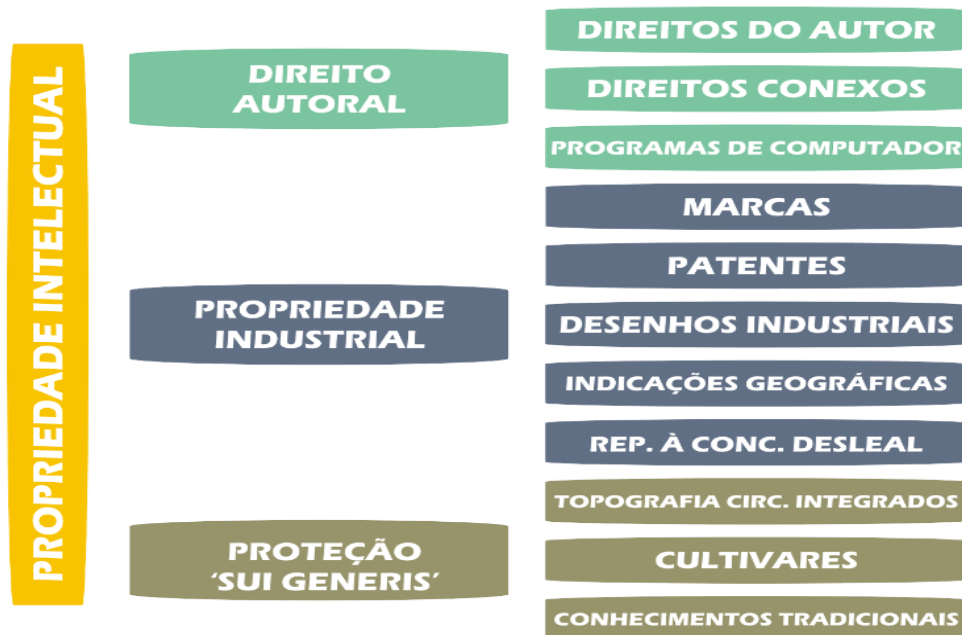 PROPRIEDADE INTELECTUAL
DIREITO
AUTORAL
DIREITOS DO AUTOR
DIREITOS CONEXOS
PROGRAMAS DE COMPUTADOR
PROPRIEDADE
INDUSTRIAL
MARCAS
PATENTES
DESENHOS INDUSTRIAIS
INDICAÇÕES GEOGRÁFICAS
REP. À CONC. DESLEAL
PROTEÇÃO
‘SUI GENERIS’
TOPOGRAFIA CIRC. INTEGRADOS
CULTIVARES
CONHECIMENTOS TRADICIONAIS